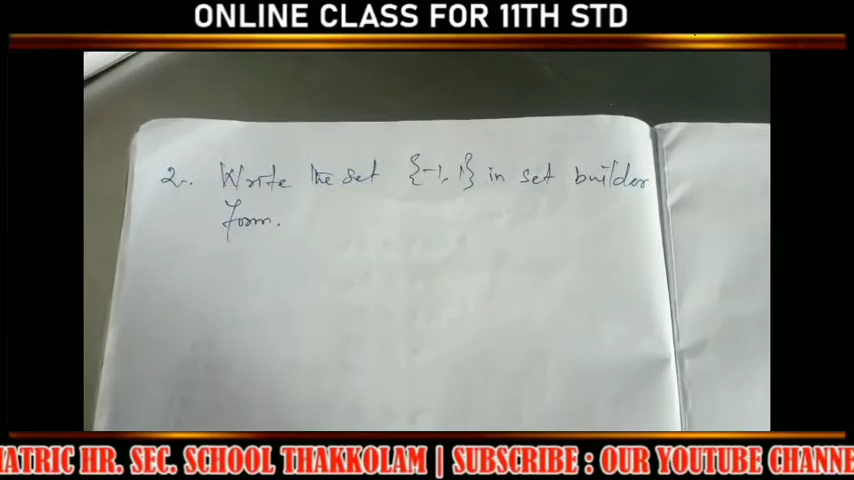 ONLINE CLASS FOR 11TH STD
2. Write the set {-1, 1} in set builder
form.
MATRIC HR. SEC. SCHOOL THAKKOLAM | SUBSCRIBE : OUR YOUTUBE CHANNE